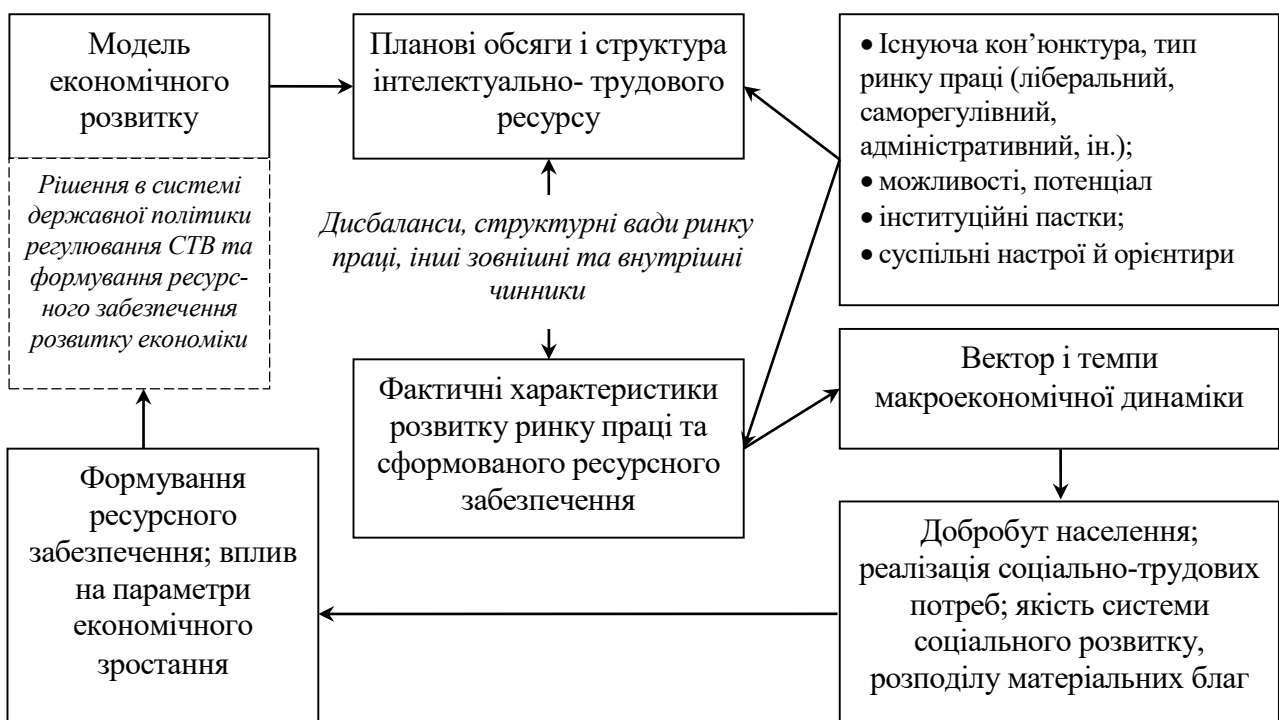 Модель
економічного
розвитку
Рішення в системі
державної політики
регулювання СТВ та
формування ресурс-
ного забезпечення
розвитку економіки
Планові обсяги і структура
інтелектуально- трудового
ресурсу
Дисбаланси, структурні вади ринку
праці, інші зовнішні та внутрішні
чинники
Фактичні характеристики
розвитку ринку праці та
сформованого ресурсного
забезпечення
• Існуюча кон’юнктура, тип
ринку праці (ліберальний,
саморегулівний,
адміністративний, ін.);
• можливості, потенціал
• інституційні пастки;
• суспільні настрої й орієнтири
Вектор і темпи
макроекономічної динаміки
Добробут населення;
реалізація соціально-трудових
потреб; якість системи
соціального розвитку,
розподілу матеріальних благ
Формування
ресурсного
забезпечення; вплив
на параметри
економічного
зростання